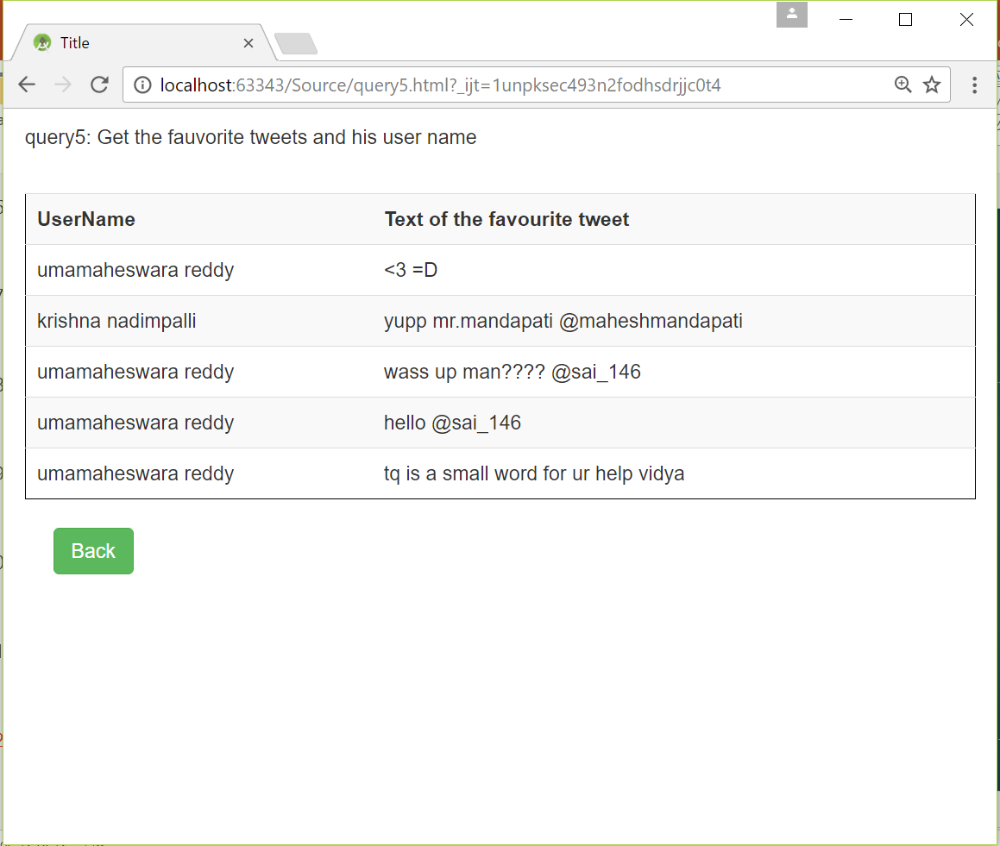 Title
localhost:63343/Source/query5.html?_ijt=1unpksec493n2fodhsdrjjc0t4
query5: Get the fauvorite tweets and his user name
UserName Text of the favourite tweet
umamaheswara reddy <3 =D
krishna nadimpalli yupp mr.mandapati @maheshmandapati
umamaheswara reddy wass up man???? @sai_146
umamaheswara reddy hello @sai_146
umamaheswara reddy tq is a small word for ur help vidya
Back